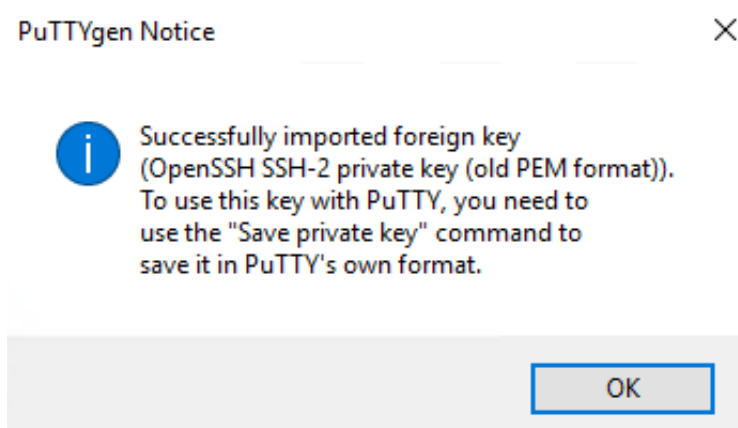 PuTTYgen Notice
Successfully imported foreign key
(OpenSSH SSH-2 private key (old PEM format)).
To use this key with PuTTY, you need to
use the "Save private key" command to
save it in PuTTY's own format.
OK